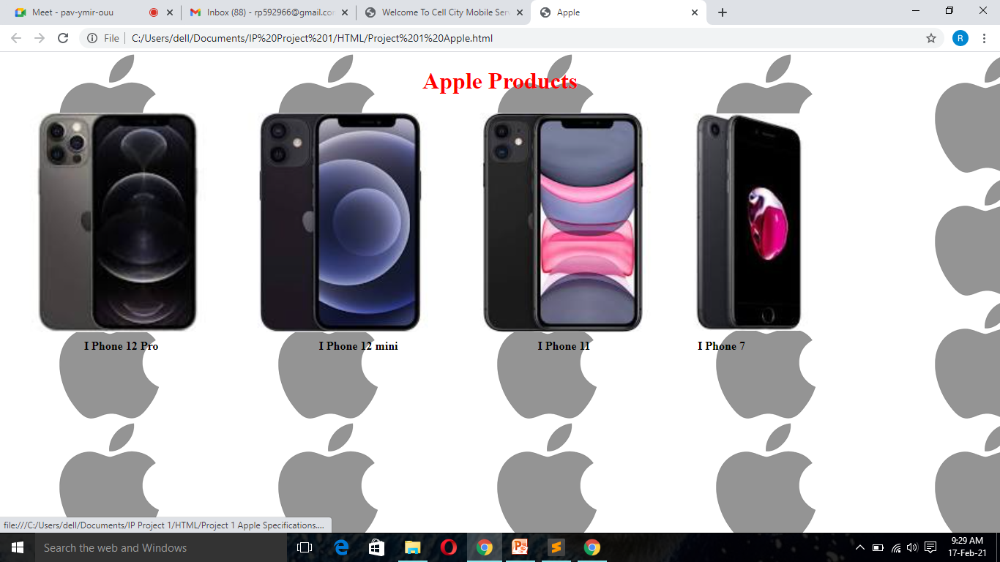 Meet - pav-ymir-ouu
Inbox (88) - rp592966@gmail.co
Welcome To Cell City Mobile Ser
Apple
File
C:/Users/dell/Documents/IP%20Project%201/HTML/Project%201%20Apple.html
R
Apple Products
I Phone 12 Pro
I Phone 12 mini
I Phone 11
I Phone 7
file:///C:/Users/dell/Documents/IP Project 1/HTML/Project 1 Apple Specifications....
Search the web and Windows
9:29 AM
17-Feb-21